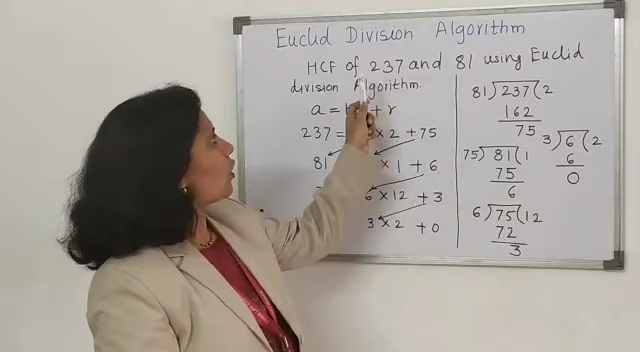 Euclid Division Algorithm
HCF of 237 and 81 using Euclid
division Algorithm.
a = + r
237 = × 2 + 75
81 × 1 + 6
6 × 12 + 3
3 × 2 + 0
81) 237 (2
162
75
75) 81 (1
75
6
6) 75 (12
72
3
3) 6 (2
6
0